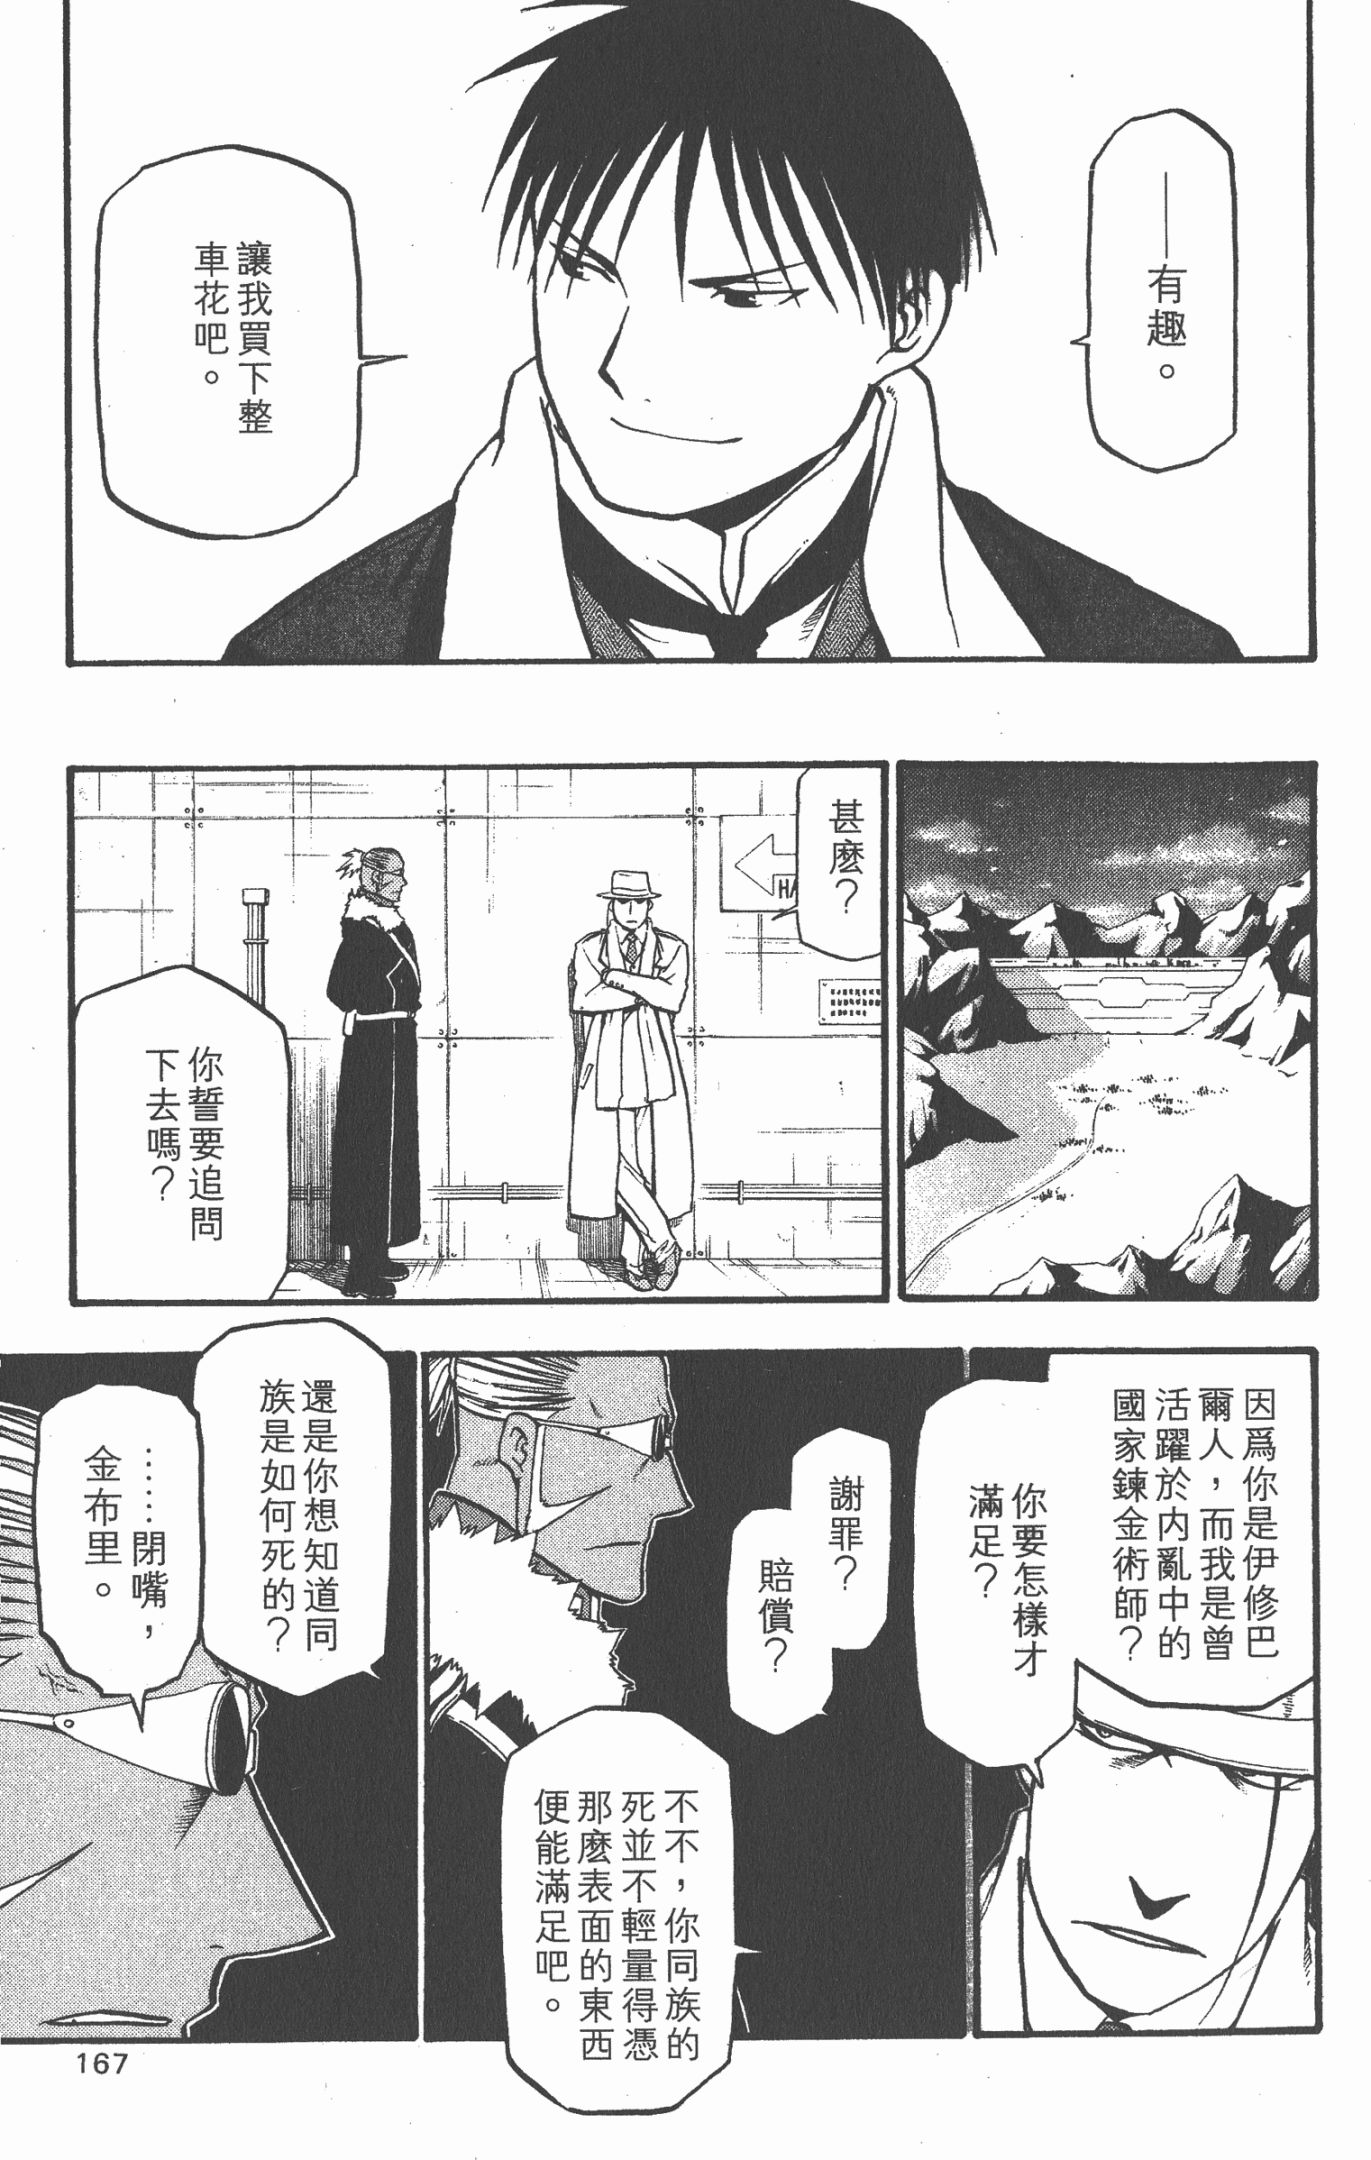 ──有
趣。
讓我買下整
車花吧。
甚麼？
HA
你誓要追問
下去嗎？
因爲你是伊修巴
爾人，而我是曾
活躍於內亂中的
國家鍊金術師？
你要怎樣才
滿足？
謝罪？
賠償？
不不，你同族的
死並不輕量得憑
那麼表面的東西
便能滿足吧。
還是你想知道同
族是如何死的？
……閉嘴，
金布里。
167